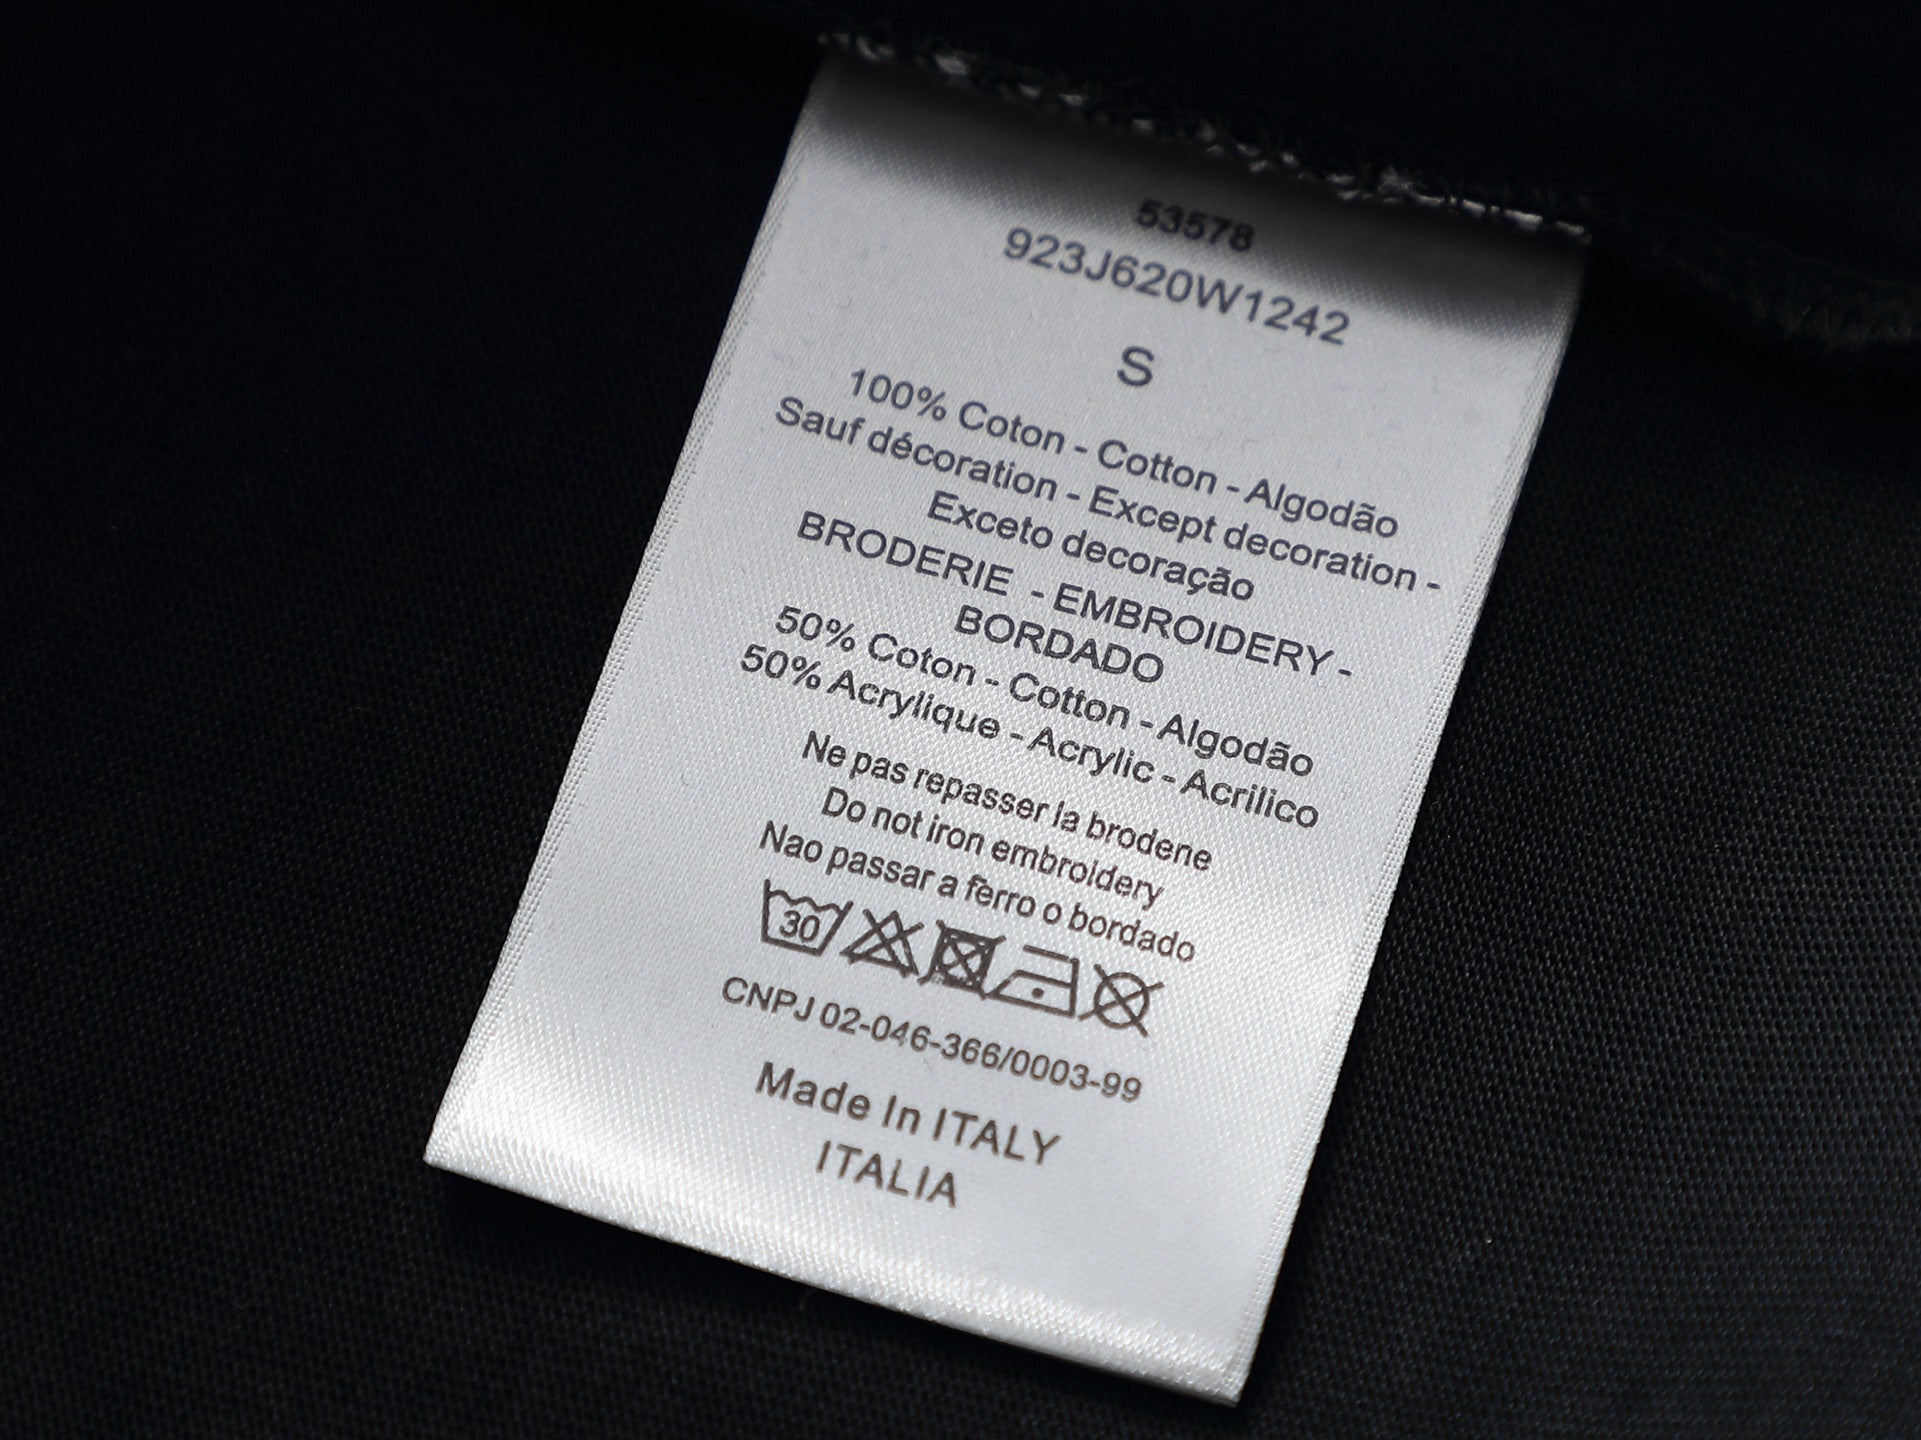 53578
923J620W1242
S
100% Coton - Cotton - Algodão
Sauf décoration - Except decoration -
Exceto decoração
BRODERIE - EMBROIDERY -
BORDADO
50% Coton - Cotton - Algodão
50% Acrylique - Acrylic - Acrilico
Ne pas repasser la brodene
Do not iron embroidery
Nao passar a ferro o bordado
30
CNPJ 02-046-366/0003-99
Made In ITALY
ITALIA